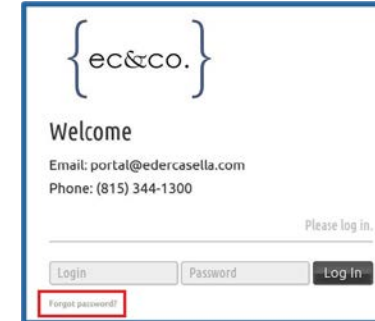 {ec&co.}
Welcome
Email: portal@edercasella.com
Phone: (815) 344-1300
Please log in.
Login Password Log In
Forgot password?